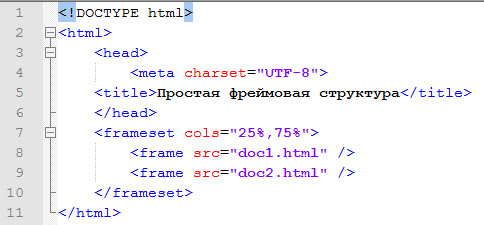 1 <!DOCTYPE html>
2 <html>
3 <head>
4 <meta charset="UTF-8">
5 <title>Простая фреймовая структура</title>
6 </head>
7 <frameset cols="25%,75%">
8 <frame src="doc1.html" />
9 <frame src="doc2.html" />
10 </frameset>
11 </html>